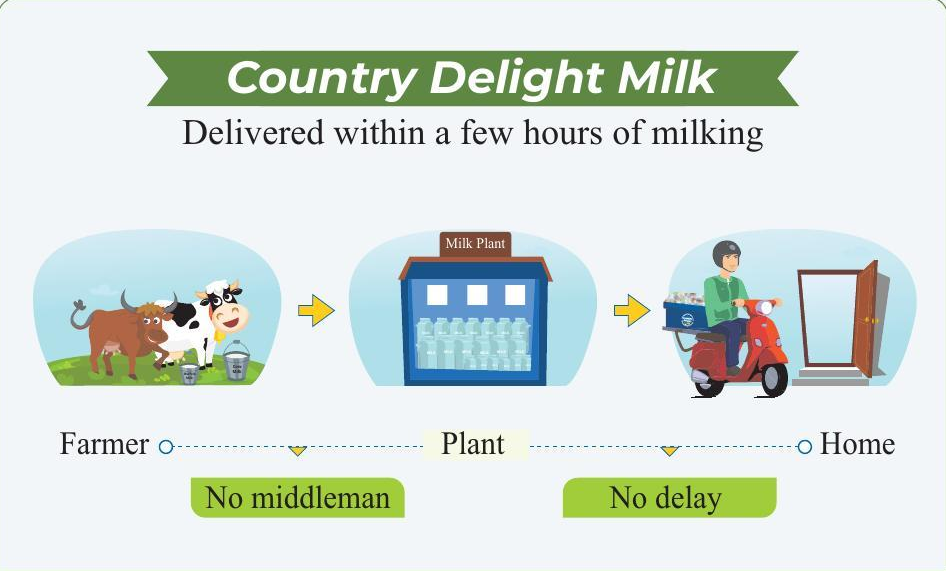 Country Delight Milk
Delivered within a few hours of milking
Milk Plant
Farmer
Plant
Home
No middleman
No delay